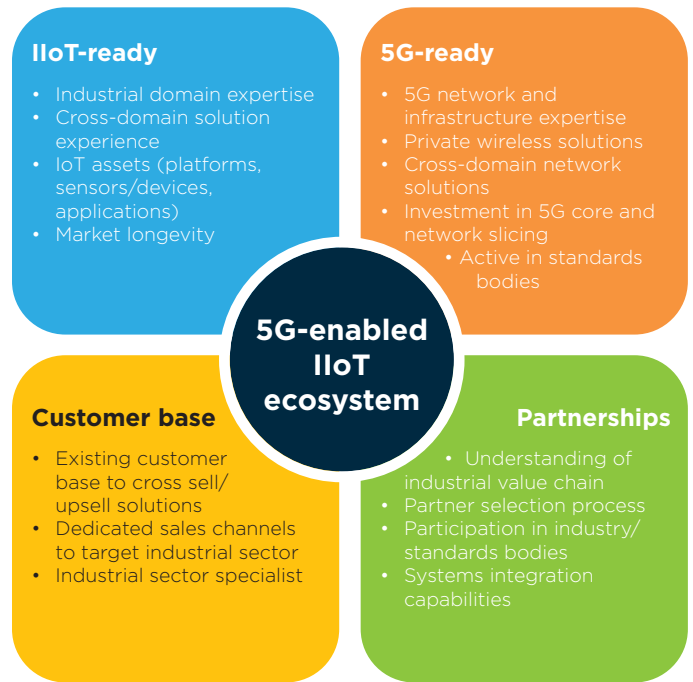 IIoT-ready
• Industrial domain expertise
• Cross-domain solution
experience
• IoT assets (platforms,
sensors/devices,
applications)
• Market longevity
5G-ready
• 5G network and
infrastructure expertise
• Private wireless solutions
• Cross-domain network
solutions
• Investment in 5G core and
network slicing
• Active in standards
bodies
5G-enabled
IIoT
ecosystem
Customer base
• Existing customer
base to cross sell/
upsell solutions
• Dedicated sales channels
to target industrial sector
• Industrial sector specialist
Partnerships
• Understanding of
industrial value chain
• Partner selection process
• Participation in industry/
standards bodies
• Systems integration
capabilities